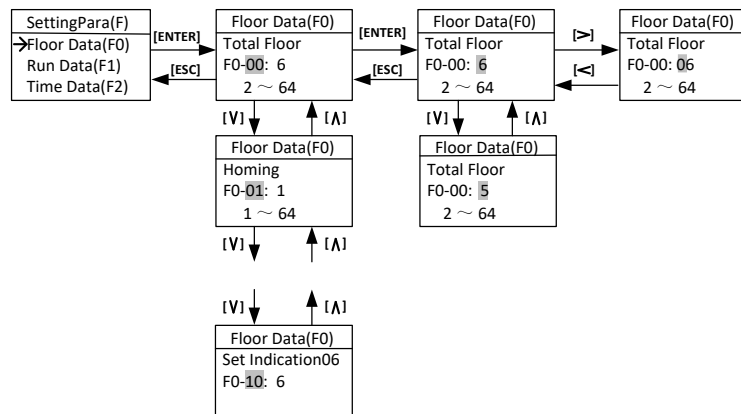 SettingPara(F)
→Floor Data(F0)
Run Data(F1)
Time Data(F2)
[ENTER]
[ESC]
Floor Data(F0)
Total Floor
F0-00: 6
2 ~ 64
[ENTER]
[ESC]
Floor Data(F0)
Total Floor
F0-00: 6
2 ~ 64
[>]
[<]
Floor Data(F0)
Total Floor
F0-00: 06
2 ~ 64
[V]
[Λ]
[V]
[Λ]
Floor Data(F0)
Homing
F0-01: 1
1 ~ 64
Floor Data(F0)
Total Floor
F0-00: 5
2 ~ 64
[V]
[Λ]
[V]
[Λ]
Floor Data(F0)
Set Indication06
F0-10: 6